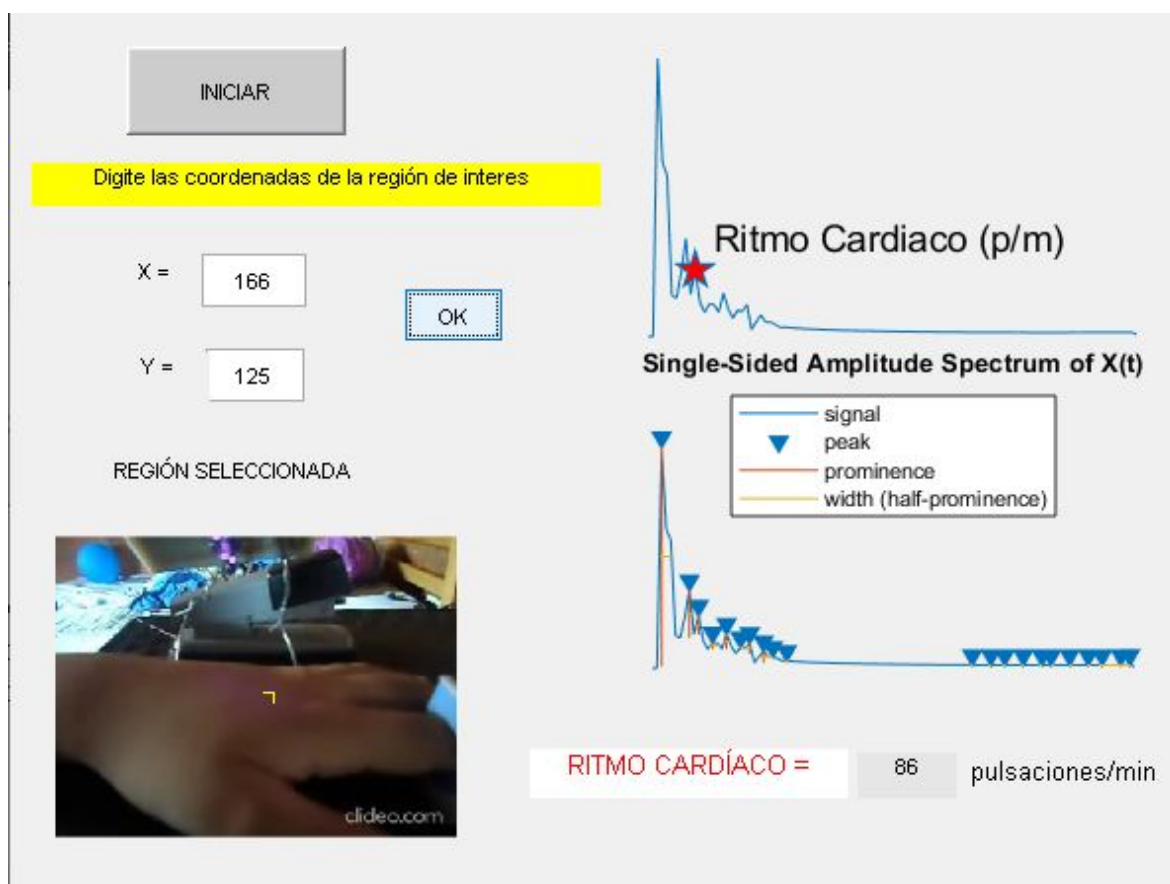 INICIAR
Digite las coordenadas de la región de interes
X =
166
OK
Y =
125
REGIÓN SELECCIONADA
clideo.com
Ritmo Cardiaco (p/m)
Single-Sided Amplitude Spectrum of X(t)
signal
peak
prominence
width (half-prominence)
RITMO CARDÍACO =
86
pulsaciones/min